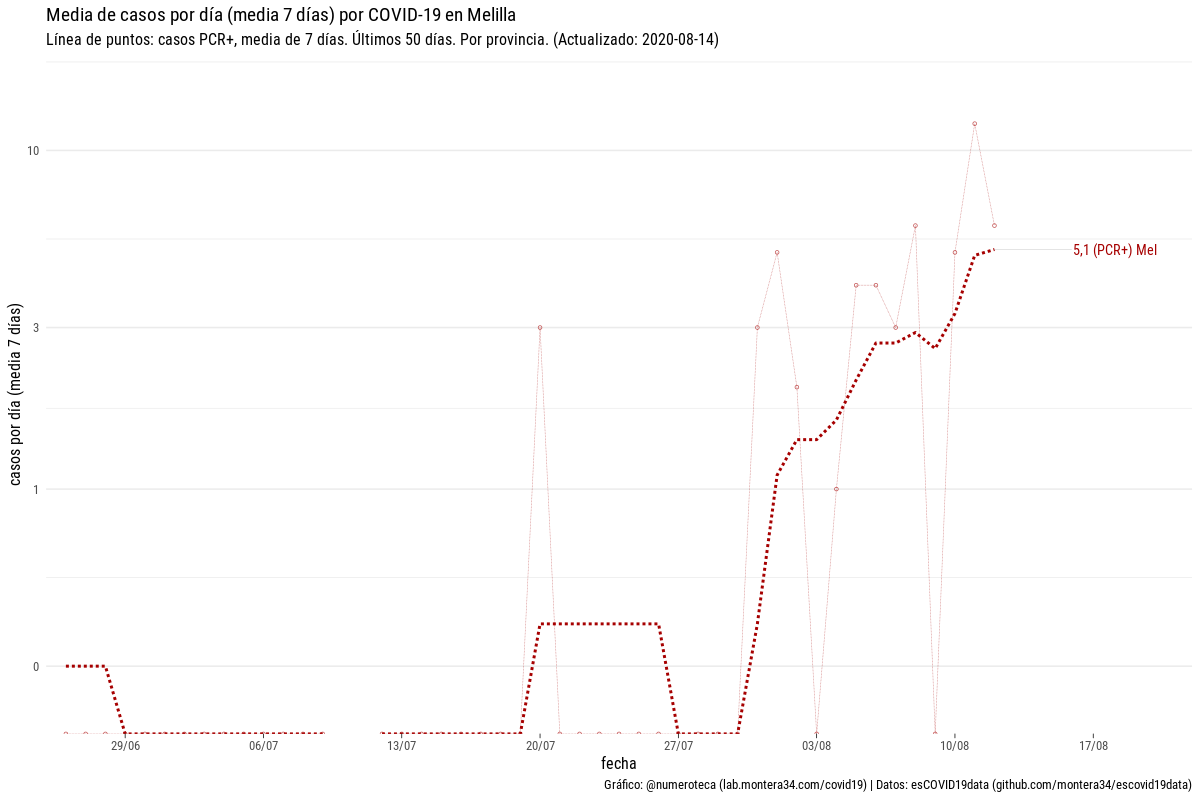 Media de casos por día (media 7 días) por COVID-19 en Melilla
Línea de puntos: casos PCR+, media de 7 días. Últimos 50 días. Por provincia. (Actualizado: 2020-08-14)
casos por día (media 7 días)
10
3
1
0
5,1 (PCR+) Mel
29/06 06/07 13/07 20/07 27/07 03/08 10/08 17/08
fecha
Gráfico: @numeroteca (lab.montera34.com/covid19) | Datos: esCOVID19data (github.com/montera34/escovid19data)